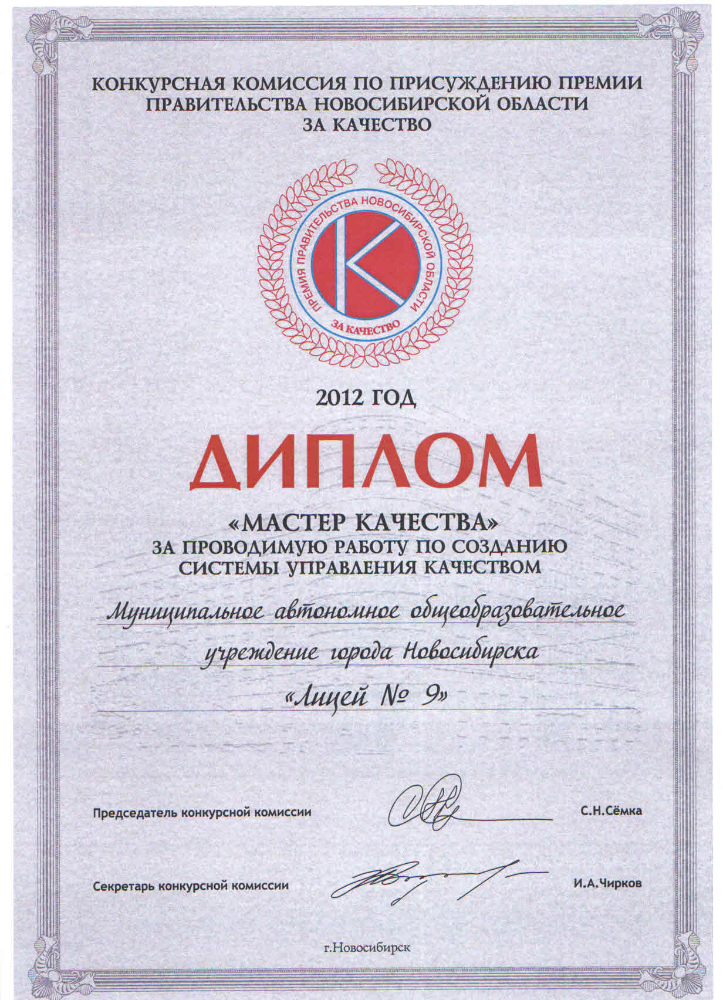 КОНКУРСНАЯ КОМИССИЯ ПО ПРИСУЖДЕНИЮ ПРЕМИИ
ПРАВИТЕЛЬСТВА НОВОСИБИРСКОЙ ОБЛАСТИ
ЗА КАЧЕСТВО
ПРЕМИЯ ПРАВИТЕЛЬСТВА НОВОСИБИРСКОЙ ОБЛАСТИ
К
ЗА КАЧЕСТВО
2012 ГОД
ДИПЛОМ
«МАСТЕР КАЧЕСТВА»
ЗА ПРОВОДИМУЮ РАБОТУ ПО СОЗДАНИЮ
СИСТЕМЫ УПРАВЛЕНИЯ КАЧЕСТВОМ
Муниципальное автономное общеобразовательное
учреждение города Новосибирска
«Лицей № 9»
Председатель конкурсной комиссии С.Н.Сёмка
Секретарь конкурсной комиссии И.А.Чирков
г.Новосибирск